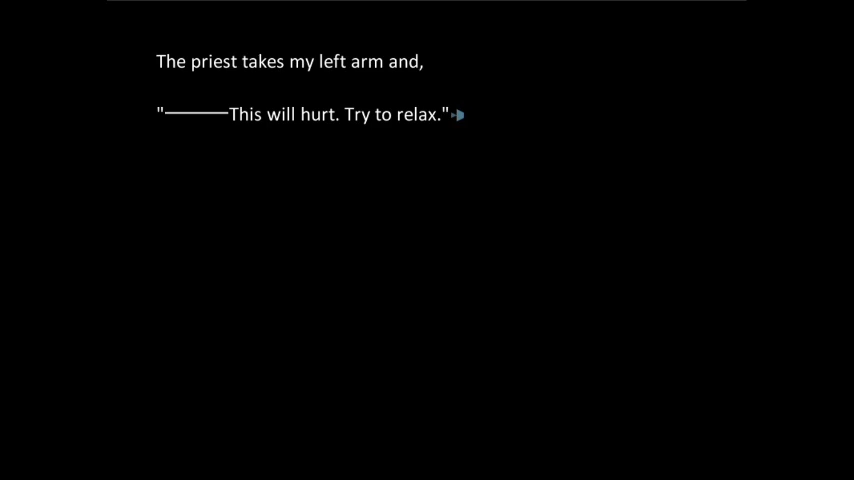 The priest takes my left arm and,
"————This will hurt. Try to relax."